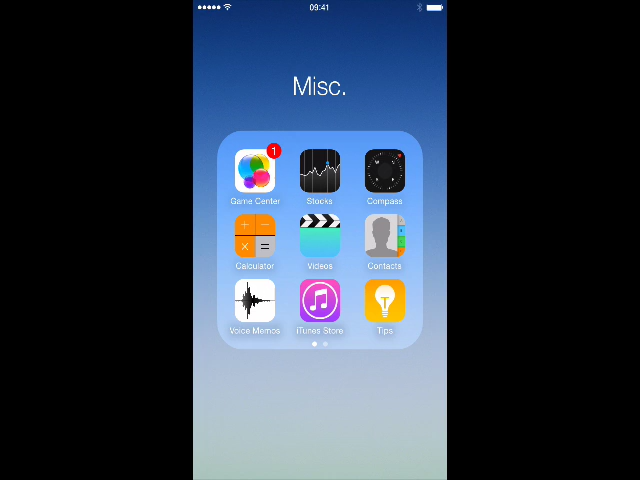 09:41
Misc.
1
Game Center
Stocks
Compass
Calculator
Videos
Contacts
Voice Memos
iTunes Store
Tips